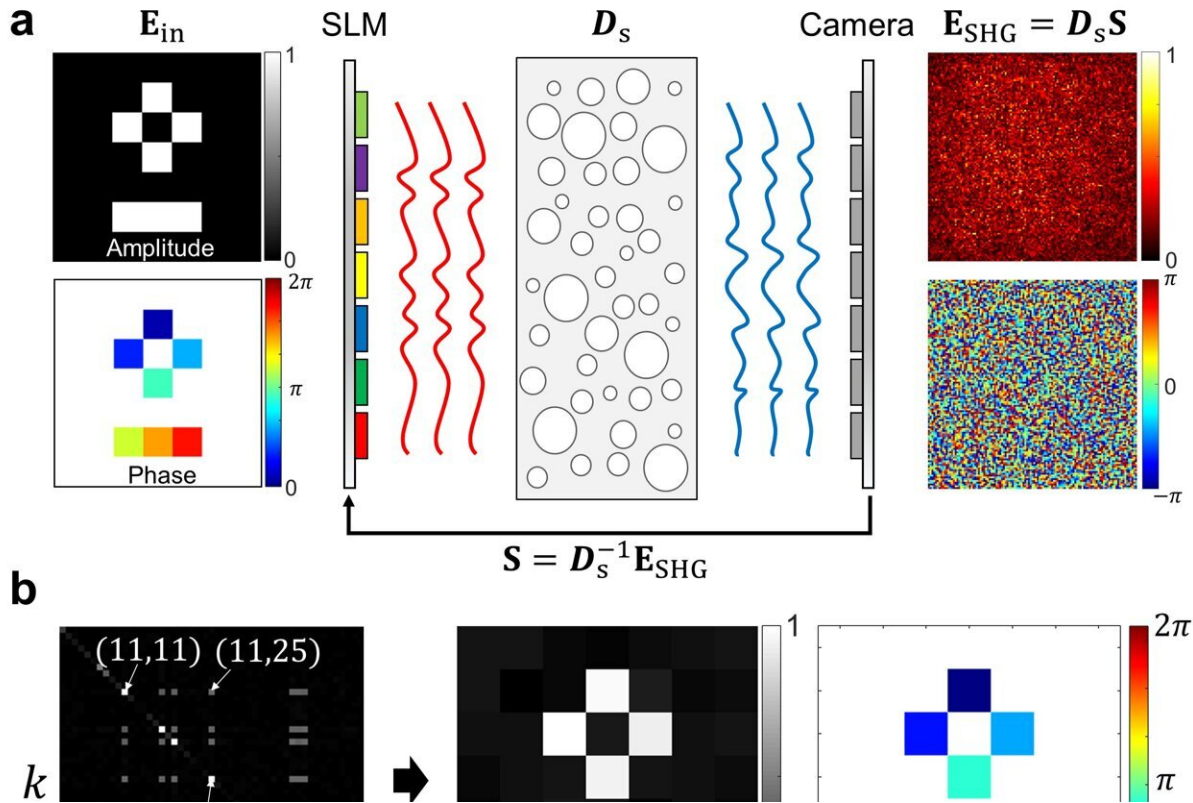 a
E_in
SLM
D_s
Camera
E_SHG = D_s S
Amplitude
1
0
2π
π
0
Phase
1
0
π
0
−π
S = D_s^{-1} E_SHG
b
(11,11)
(11,25)
k
1
2π
π